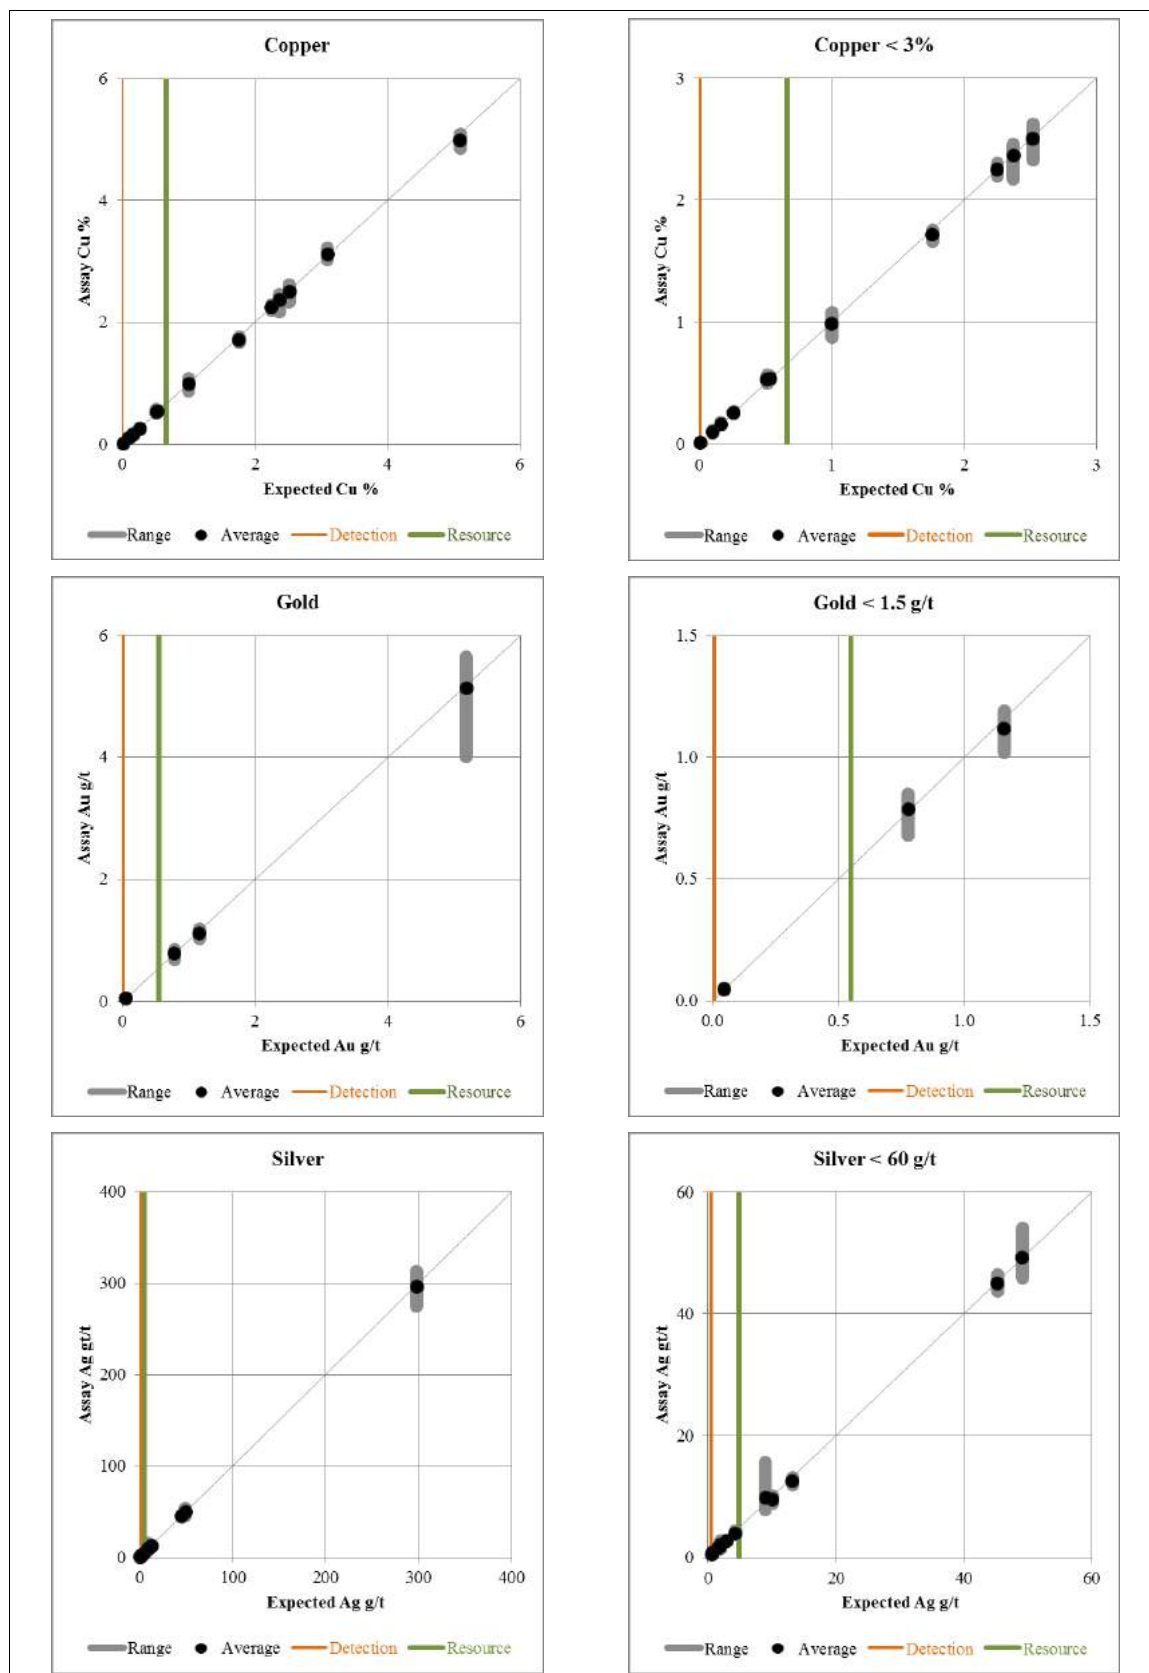 Copper
6
4
2
0
Assay Cu %
0 2 4 6
Expected Cu %
Range Average Detection Resource
Copper < 3%
3
2
1
0
Assay Cu %
0 1 2 3
Expected Cu %
Range Average Detection Resource
Gold
6
4
2
0
Assay Au g/t
0 2 4 6
Expected Au g/t
Range Average Detection Resource
Gold < 1.5 g/t
1.5
1.0
0.5
0.0
Assay Au g/t
0.0 0.5 1.0 1.5
Expected Au g/t
Range Average Detection Resource
Silver
400
300
200
100
0
Assay Ag gt/t
0 100 200 300 400
Expected Ag g/t
Range Average Detection Resource
Silver < 60 g/t
60
40
20
0
Assay Ag gt/t
0 20 40 60
Expected Ag g/t
Range Average Detection Resource